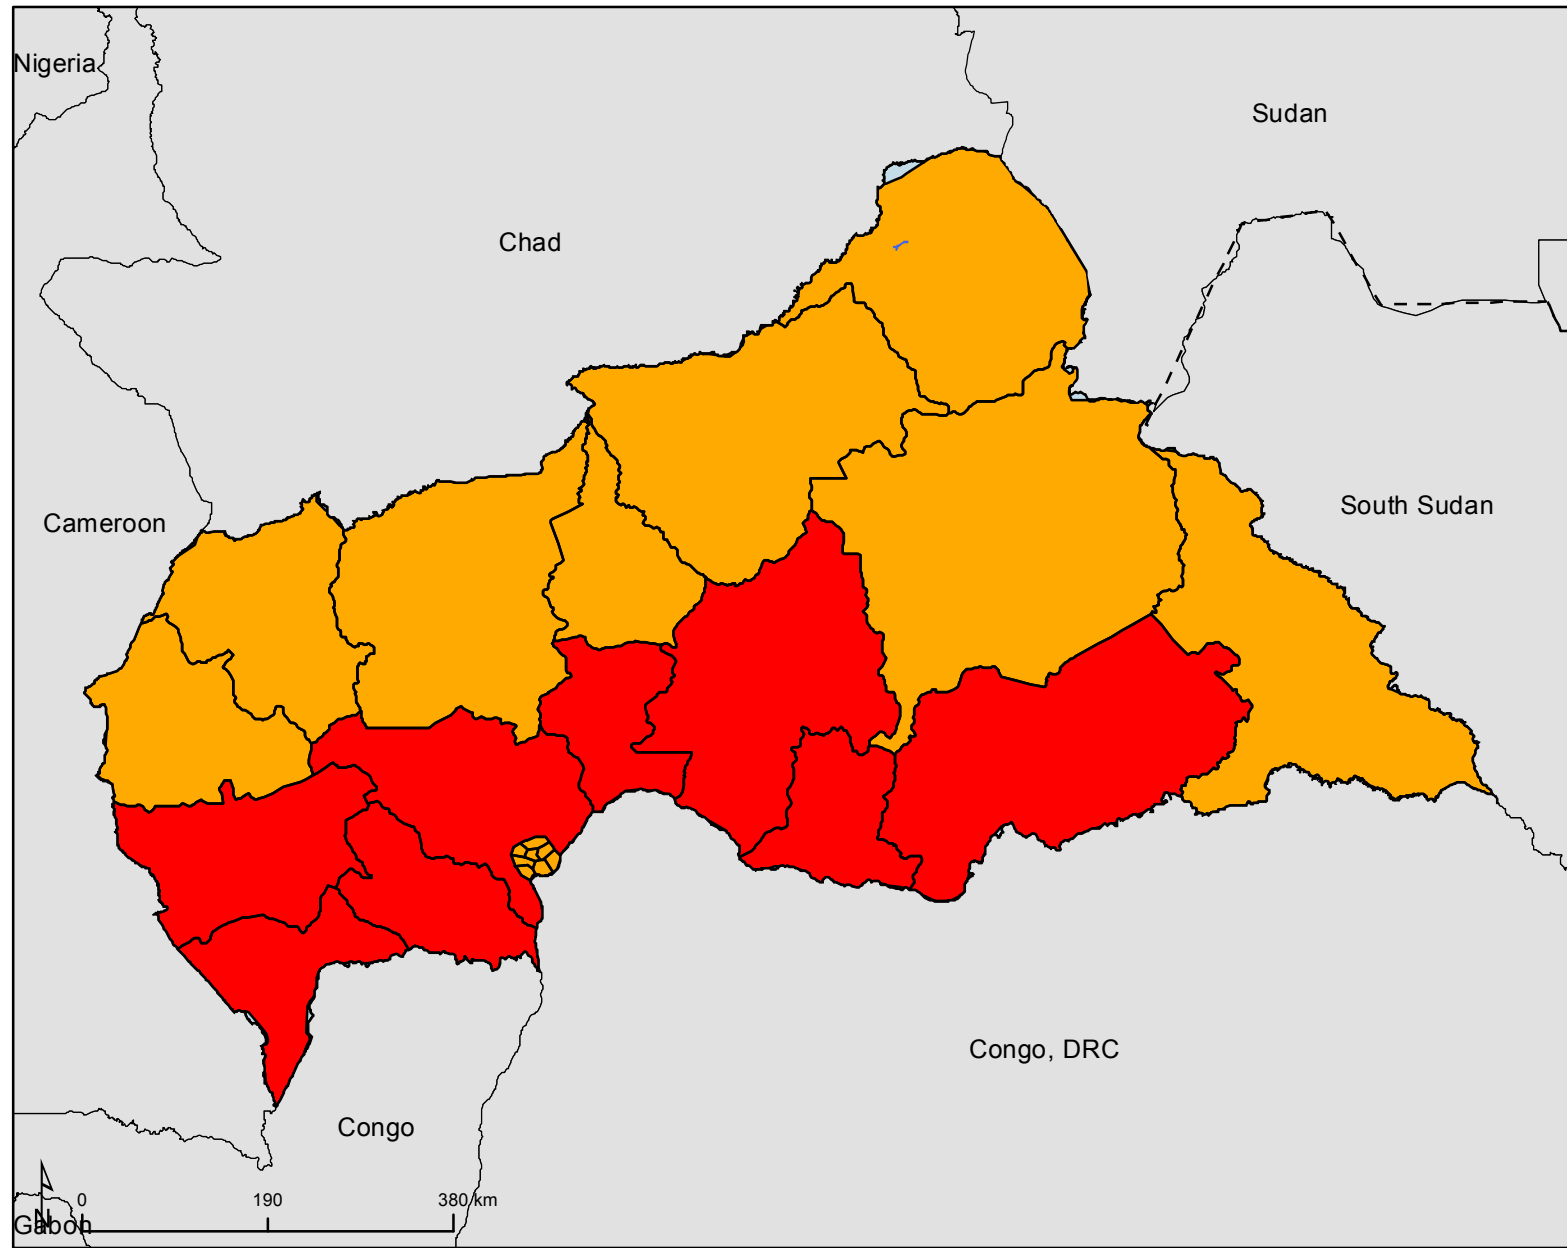 Nigeria
Sudan
Chad
South Sudan
Cameroon
Congo, DRC
Congo
0 190 380 km
N
Gabon